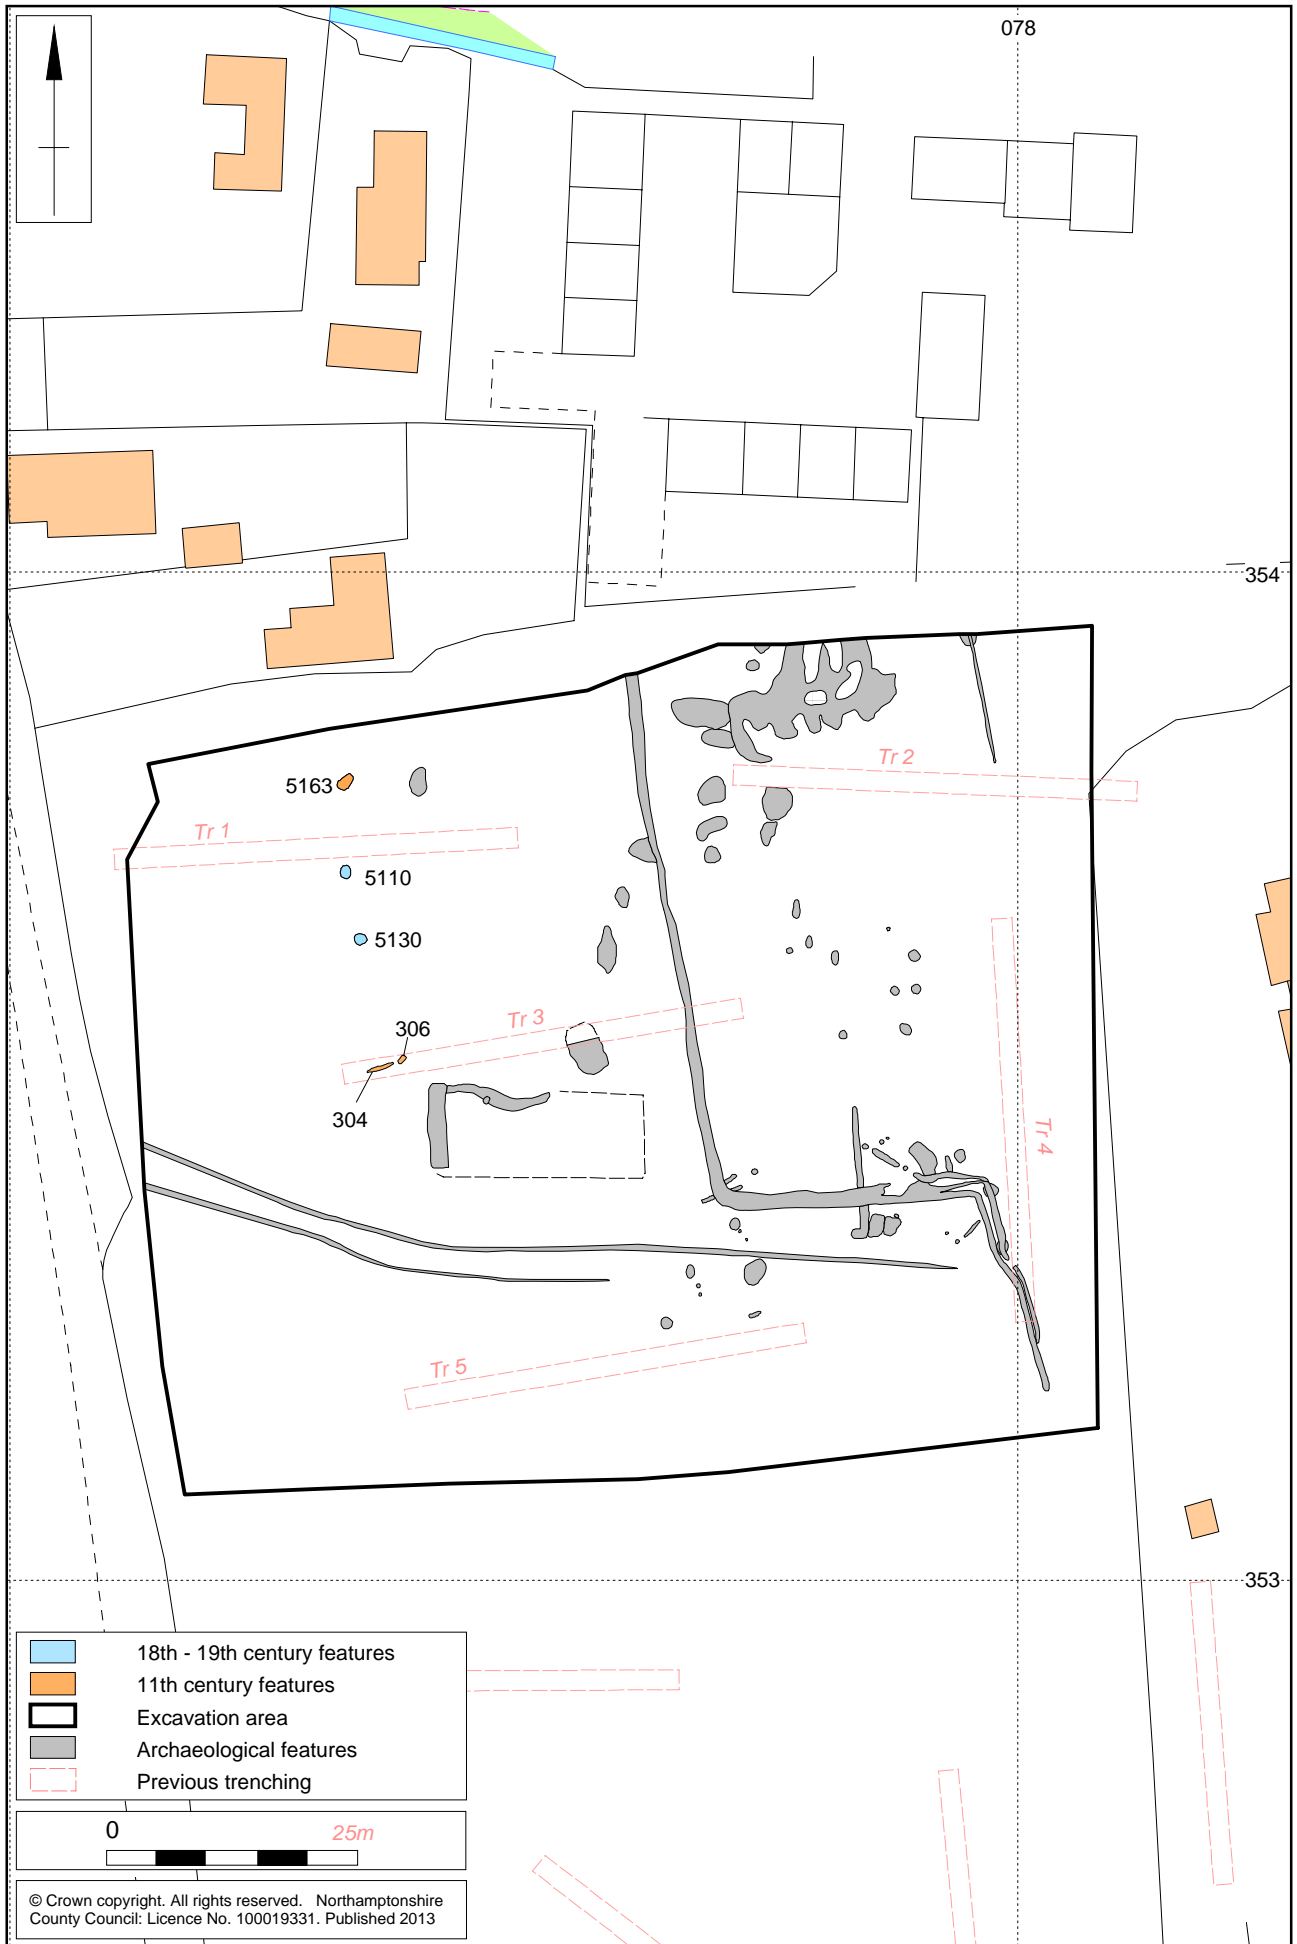 078
354
Tr 2
5163
Tr 1
5110
5130
Tr 3
306
304
Tr 4
Tr 5
353
18th - 19th century features
11th century features
Excavation area
Archaeological features
Previous trenching
0 25m
© Crown copyright. All rights reserved. Northamptonshire
County Council: Licence No. 100019331. Published 2013